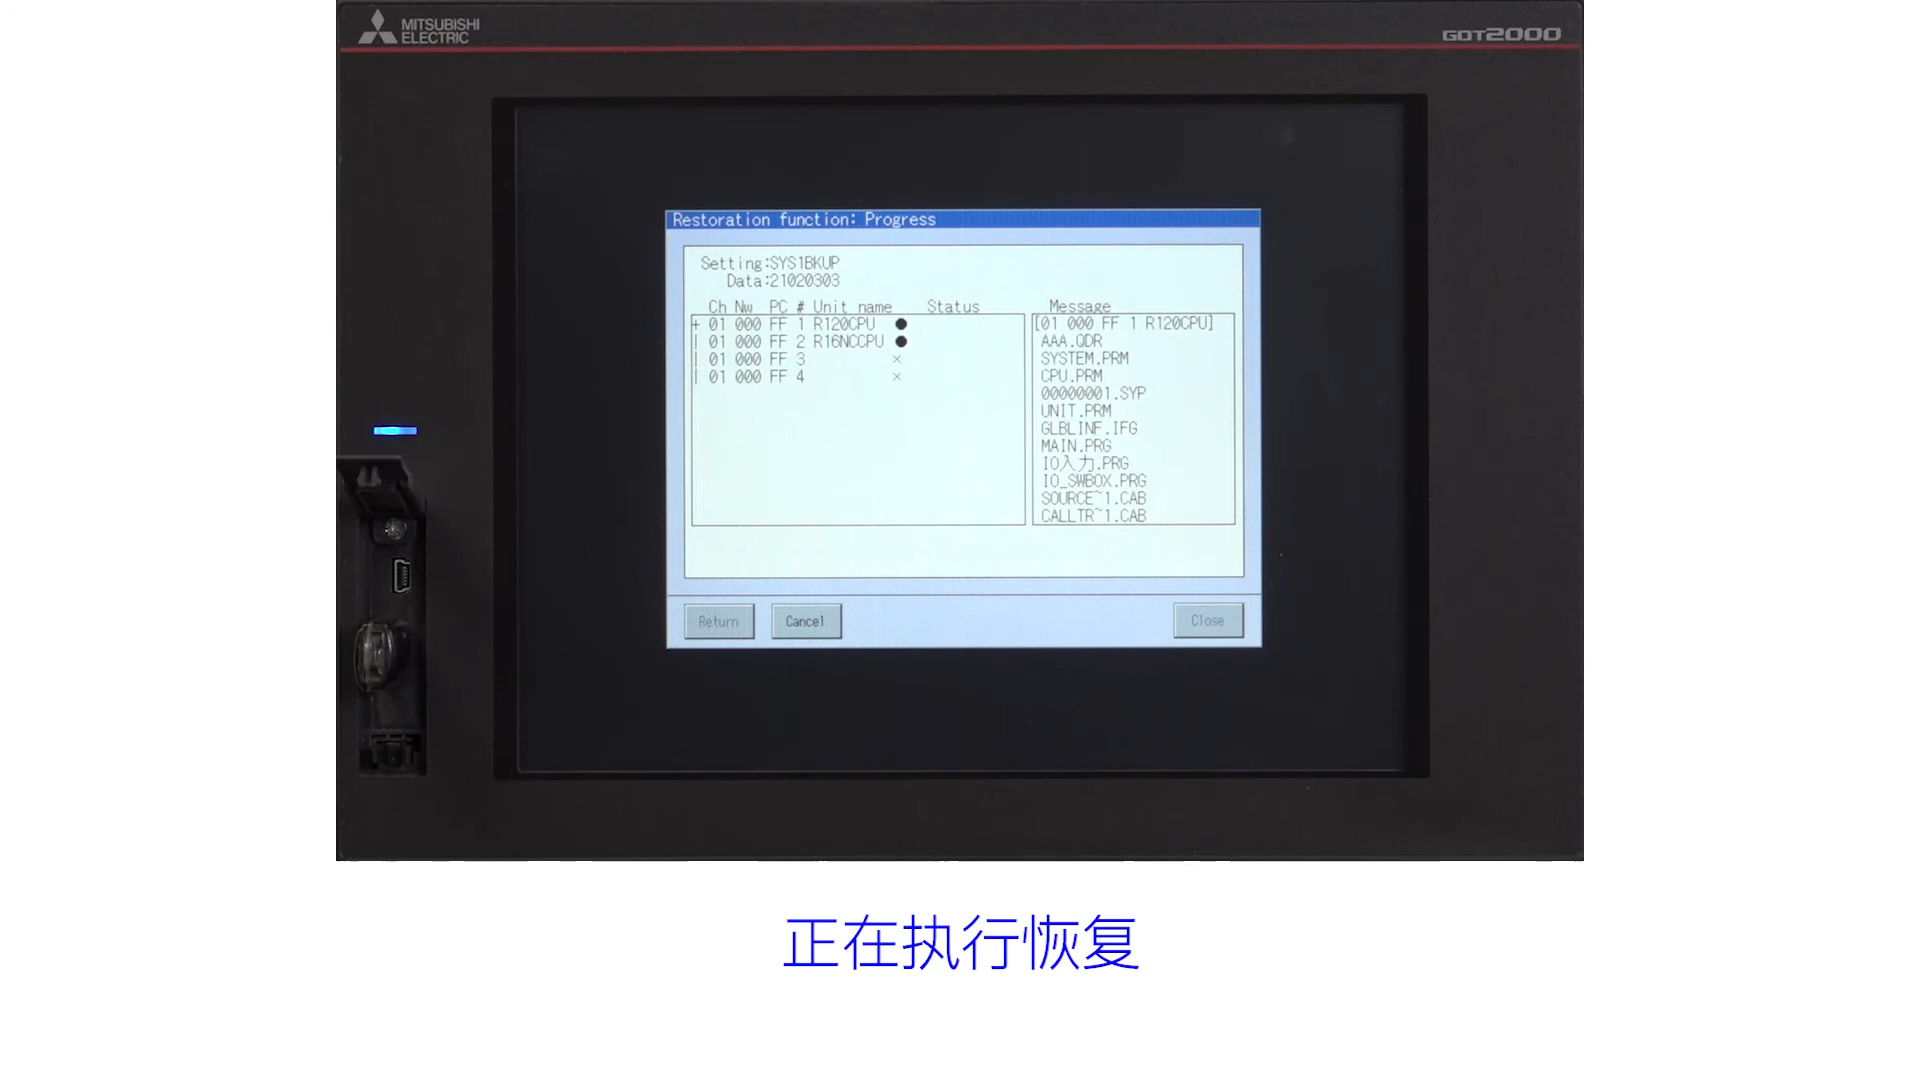 MITSUBISHI
ELECTRIC
GOT2000
Restoration function: Progress
Setting:SYS1BKUP
Data:21020303
Ch Nw PC # Unit name Status Message
+ 01 000 FF 1 R120CPU ●
| 01 000 FF 2 R16NCCPU ●
| 01 000 FF 3 ×
| 01 000 FF 4 ×
[01 000 FF 1 R120CPU]
AAA.QDR
SYSTEM.PRM
CPU.PRM
00000001.SYP
UNIT.PRM
GLBLINF.IFG
MAIN.PRG
IO入力.PRG
IO_SWBOX.PRG
SOURCE~1.CAB
CALLTR~1.CAB
Return Cancel Close
正在执行恢复